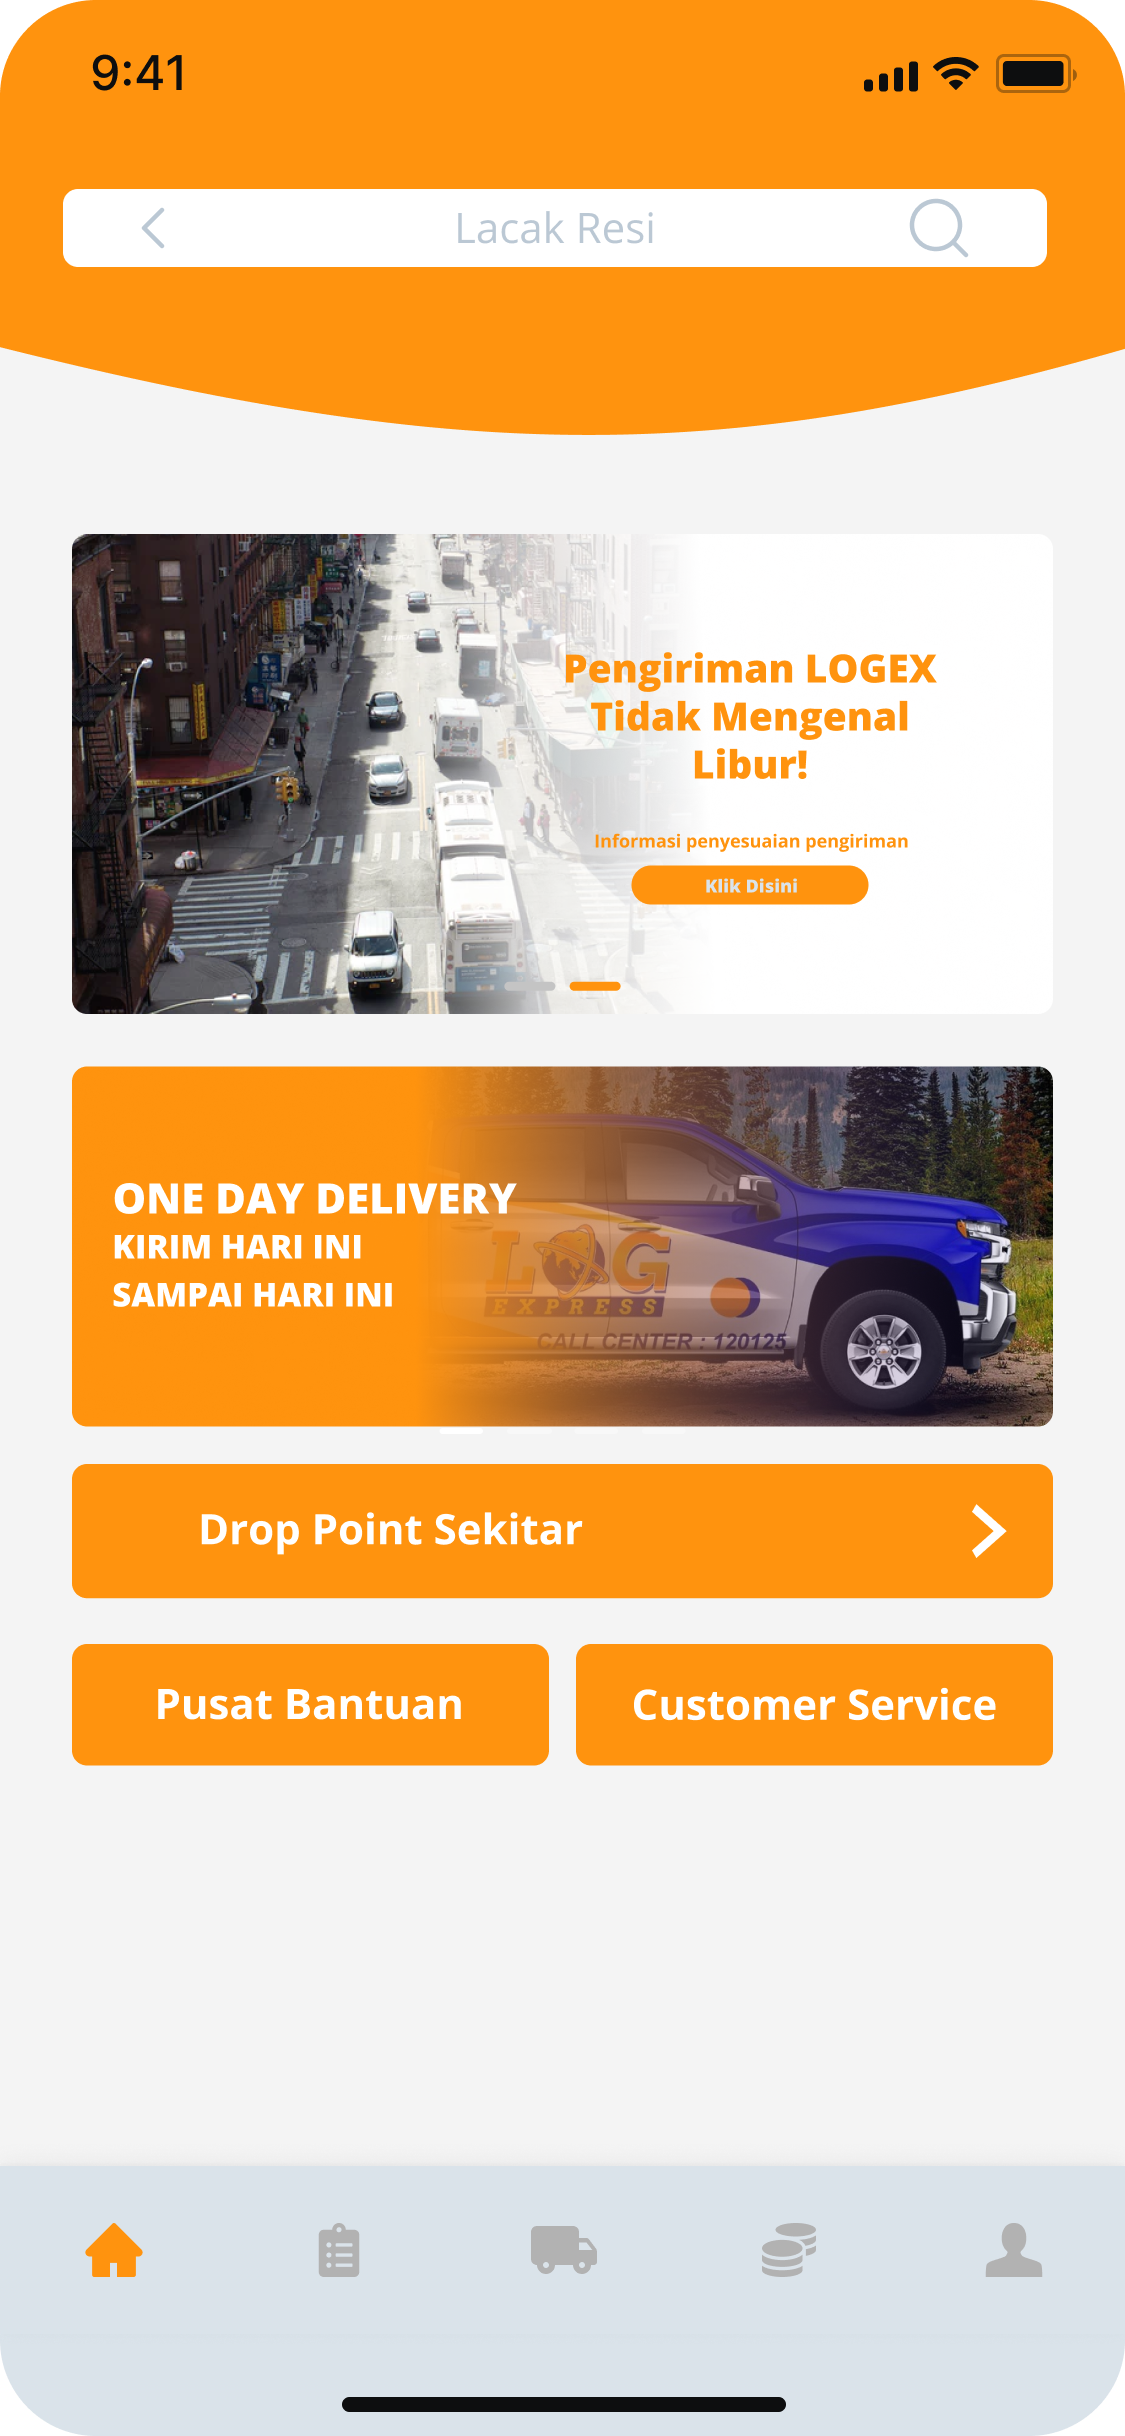 9:41
Lacak Resi
Pengiriman LOGEX
Tidak Mengenal
Libur!
Informasi penyesuaian pengiriman
Klik Disini
ONE DAY DELIVERY
KIRIM HARI INI
SAMPAI HARI INI
LOG
EXPRESS
CALL CENTER : 120125
Drop Point Sekitar
Pusat Bantuan
Customer Service